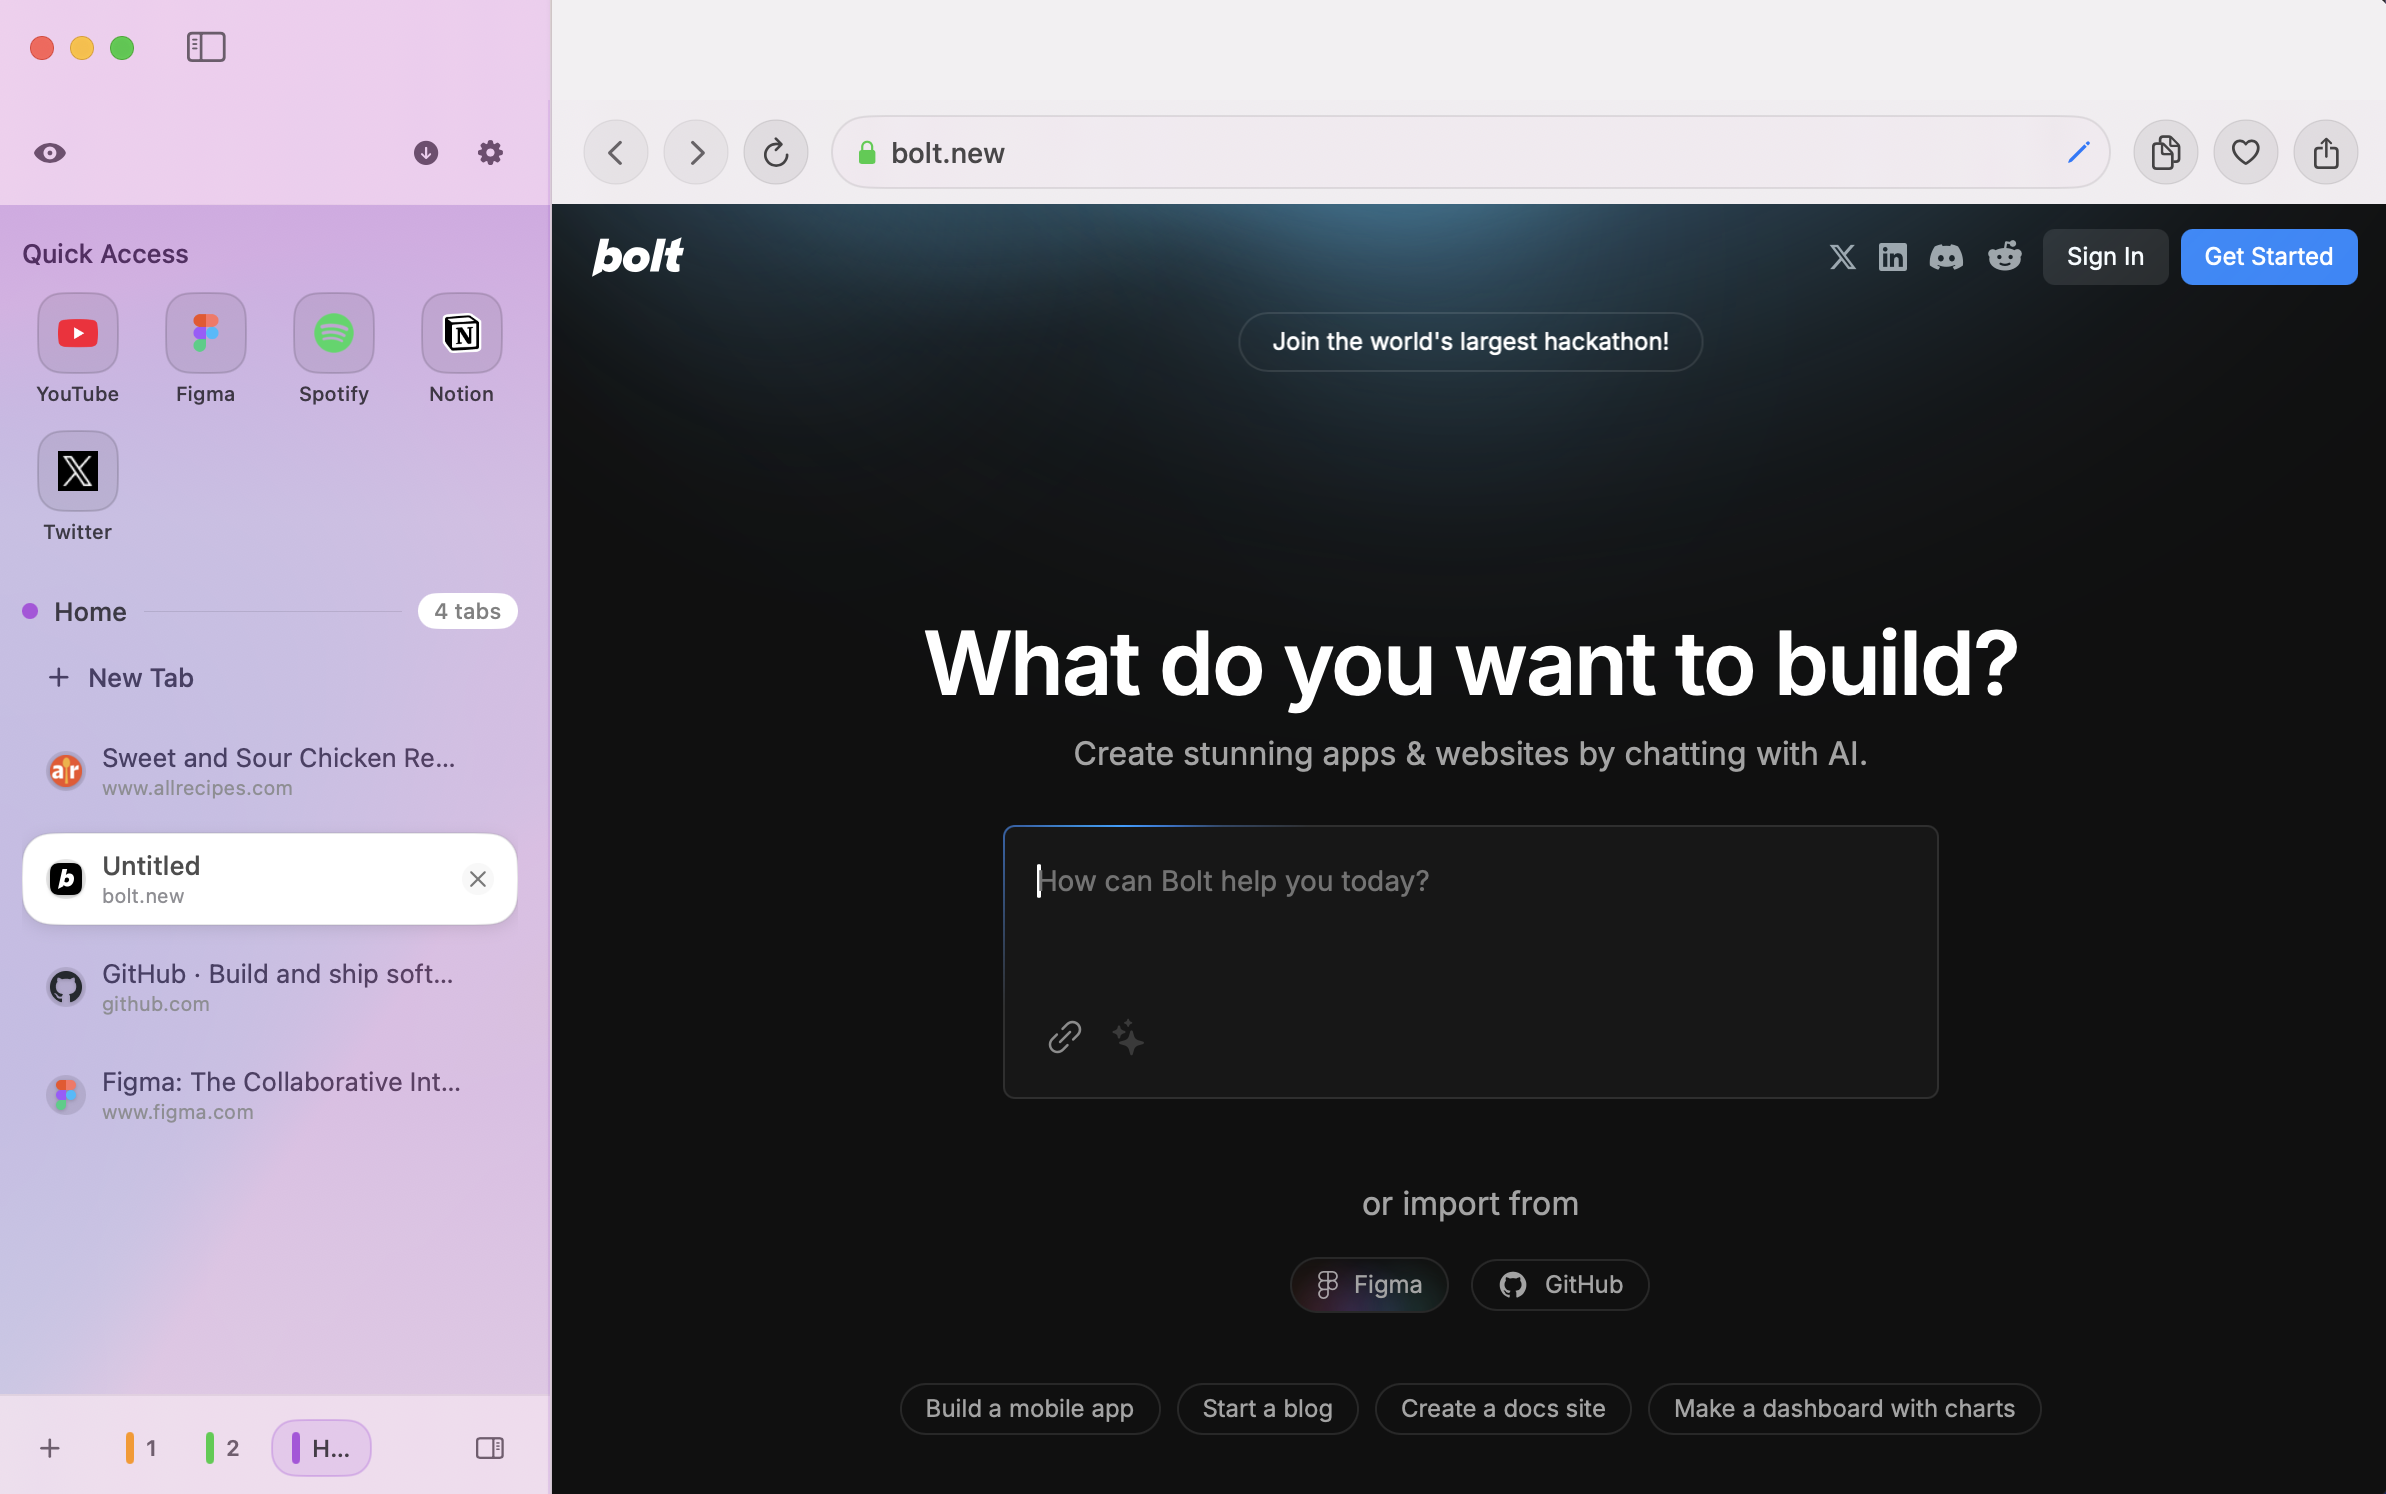 bolt.new
Quick Access
YouTube
Figma
Spotify
N
Notion
Twitter
Home
4 tabs
New Tab
Sweet and Sour Chicken Re...
www.allrecipes.com
Untitled
bolt.new
GitHub · Build and ship soft...
github.com
Figma: The Collaborative Int...
www.figma.com
1
2
H...
bolt
Sign In
Get Started
Join the world's largest hackathon!
What do you want to build?
Create stunning apps & websites by chatting with AI.
How can Bolt help you today?
or import from
Figma
GitHub
Build a mobile app
Start a blog
Create a docs site
Make a dashboard with charts